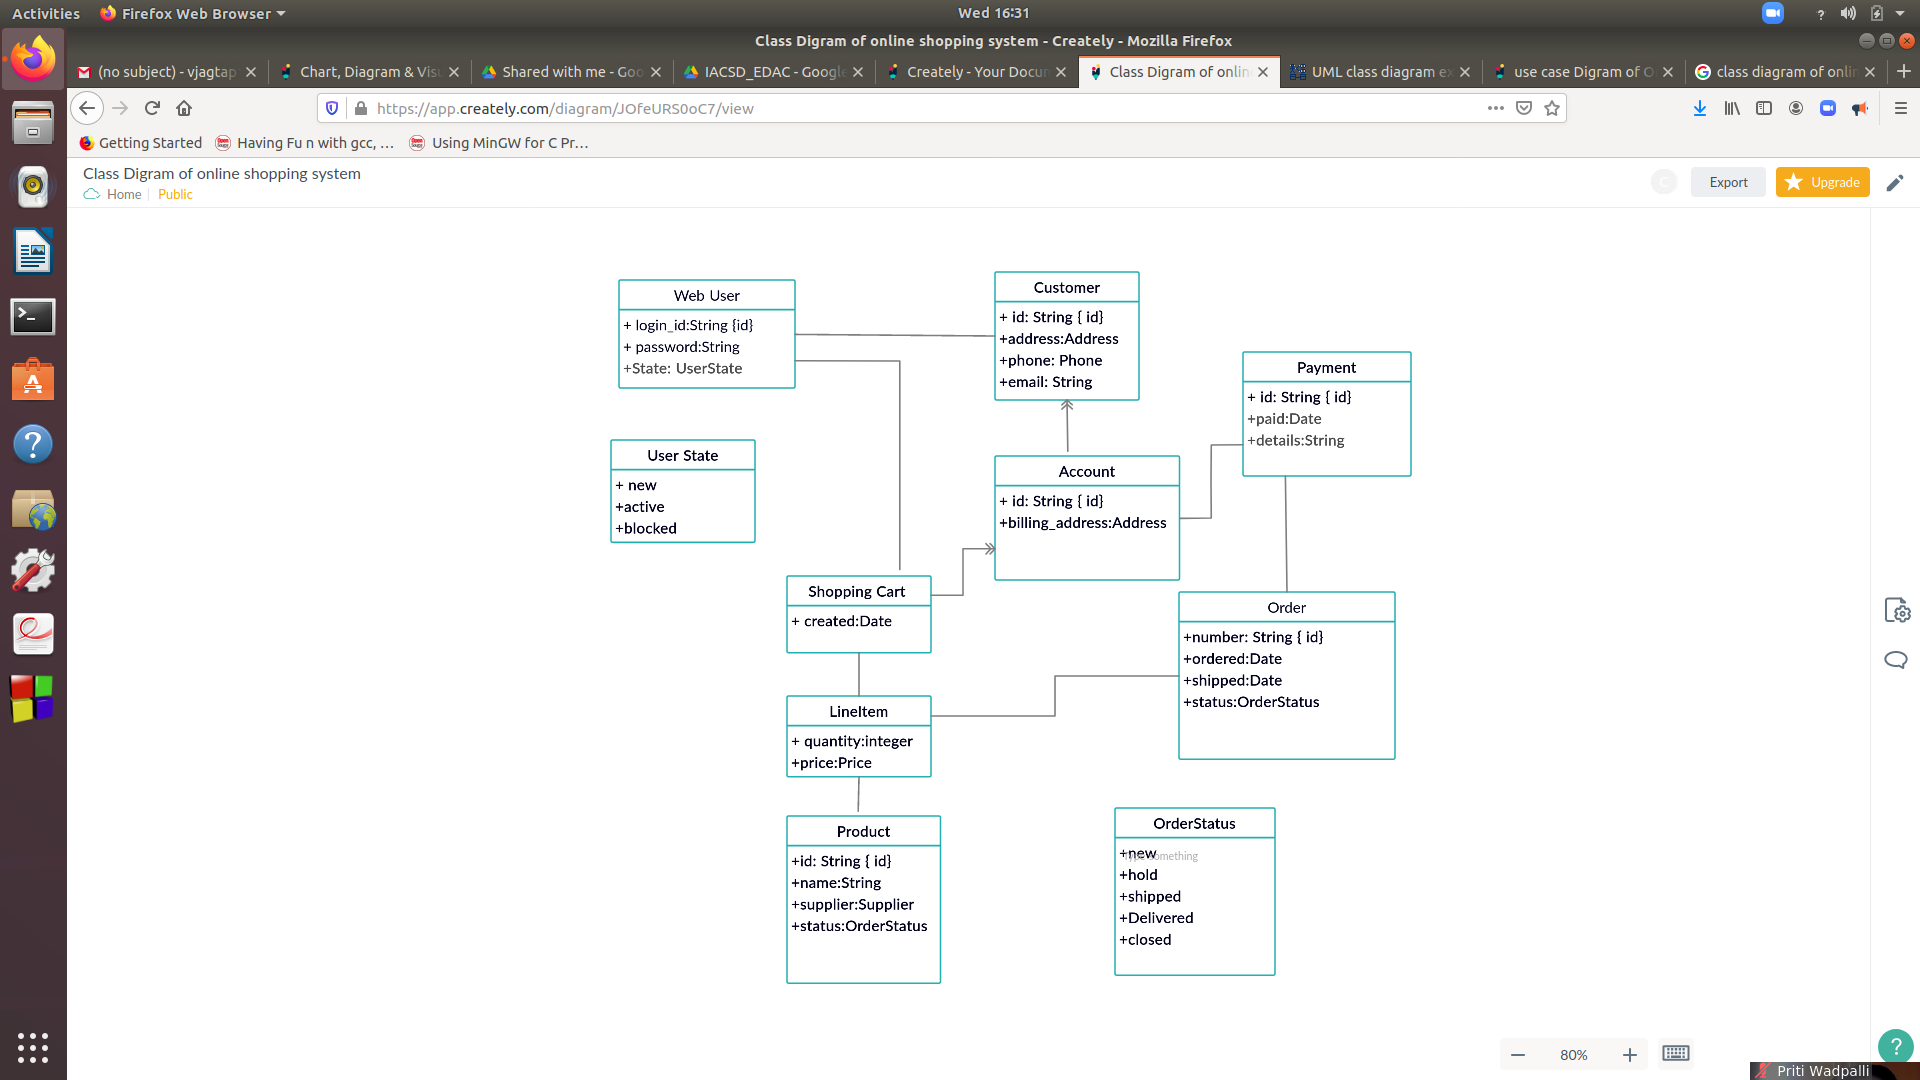 Activities
Firefox Web Browser
Wed 16:31
Class Digram of online shopping system - Creately - Mozilla Firefox
(no subject) - vjagtap
Chart, Diagram & Visu
Shared with me - Goo
IACSD_EDAC - Google
Creately - Your Docum
Class Digram of onlin
UML class diagram ex
use case Digram of O
class diagram of onlin
https://app.creately.com/diagram/JOfeURS0oC7/view
Getting Started
Having Fu n with gcc, …
Using MinGW for C Pr…
Class Digram of online shopping system
Home
Public
Export
Upgrade
Web User
+ login_id:String {id}
+ password:String
+State: UserState
Customer
+ id: String { id}
+address:Address
+phone: Phone
+email: String
Payment
+ id: String { id}
+paid:Date
+details:String
User State
+ new
+active
+blocked
Account
+ id: String { id}
+billing_address:Address
Shopping Cart
+ created:Date
Order
+number: String { id}
+ordered:Date
+shipped:Date
+status:OrderStatus
LineItem
+ quantity:integer
+price:Price
Product
+id: String { id}
+name:String
+supplier:Supplier
+status:OrderStatus
OrderStatus
+new
Type something
+hold
+shipped
+Delivered
+closed
80%
Priti Wadpalli